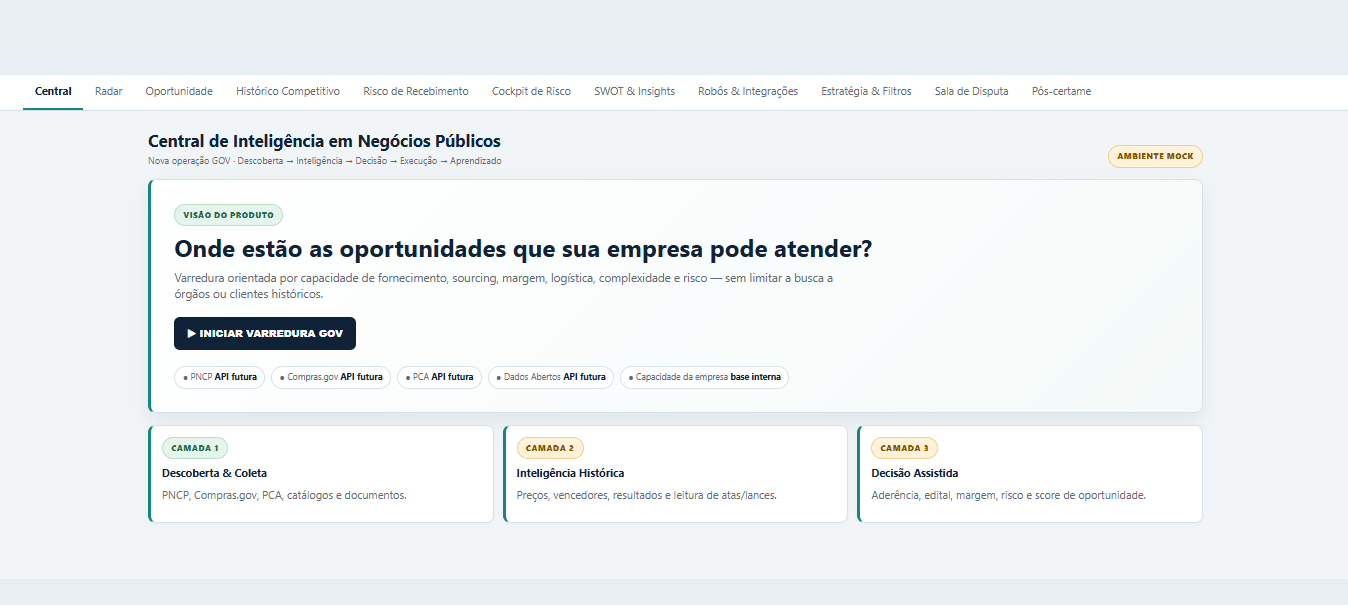 Central Radar Oportunidade Histórico Competitivo Risco de Recebimento Cockpit de Risco SWOT & Insights Robôs & Integrações Estratégia & Filtros Sala de Disputa Pós-certame
Central de Inteligência em Negócios Públicos
Nova operação GOV · Descoberta → Inteligência → Decisão → Execução → Aprendizado
AMBIENTE MOCK
VISÃO DO PRODUTO
Onde estão as oportunidades que sua empresa pode atender?
Varredura orientada por capacidade de fornecimento, sourcing, margem, logística, complexidade e risco — sem limitar a busca a
órgãos ou clientes históricos.
▶ INICIAR VARREDURA GOV
● PNCP API futura ● Compras.gov API futura ● PCA API futura ● Dados Abertos API futura ● Capacidade da empresa base interna
CAMADA 1
Descoberta & Coleta
PNCP, Compras.gov, PCA, catálogos e documentos.
CAMADA 2
Inteligência Histórica
Preços, vencedores, resultados e leitura de atas/lances.
CAMADA 3
Decisão Assistida
Aderência, edital, margem, risco e score de oportunidade.